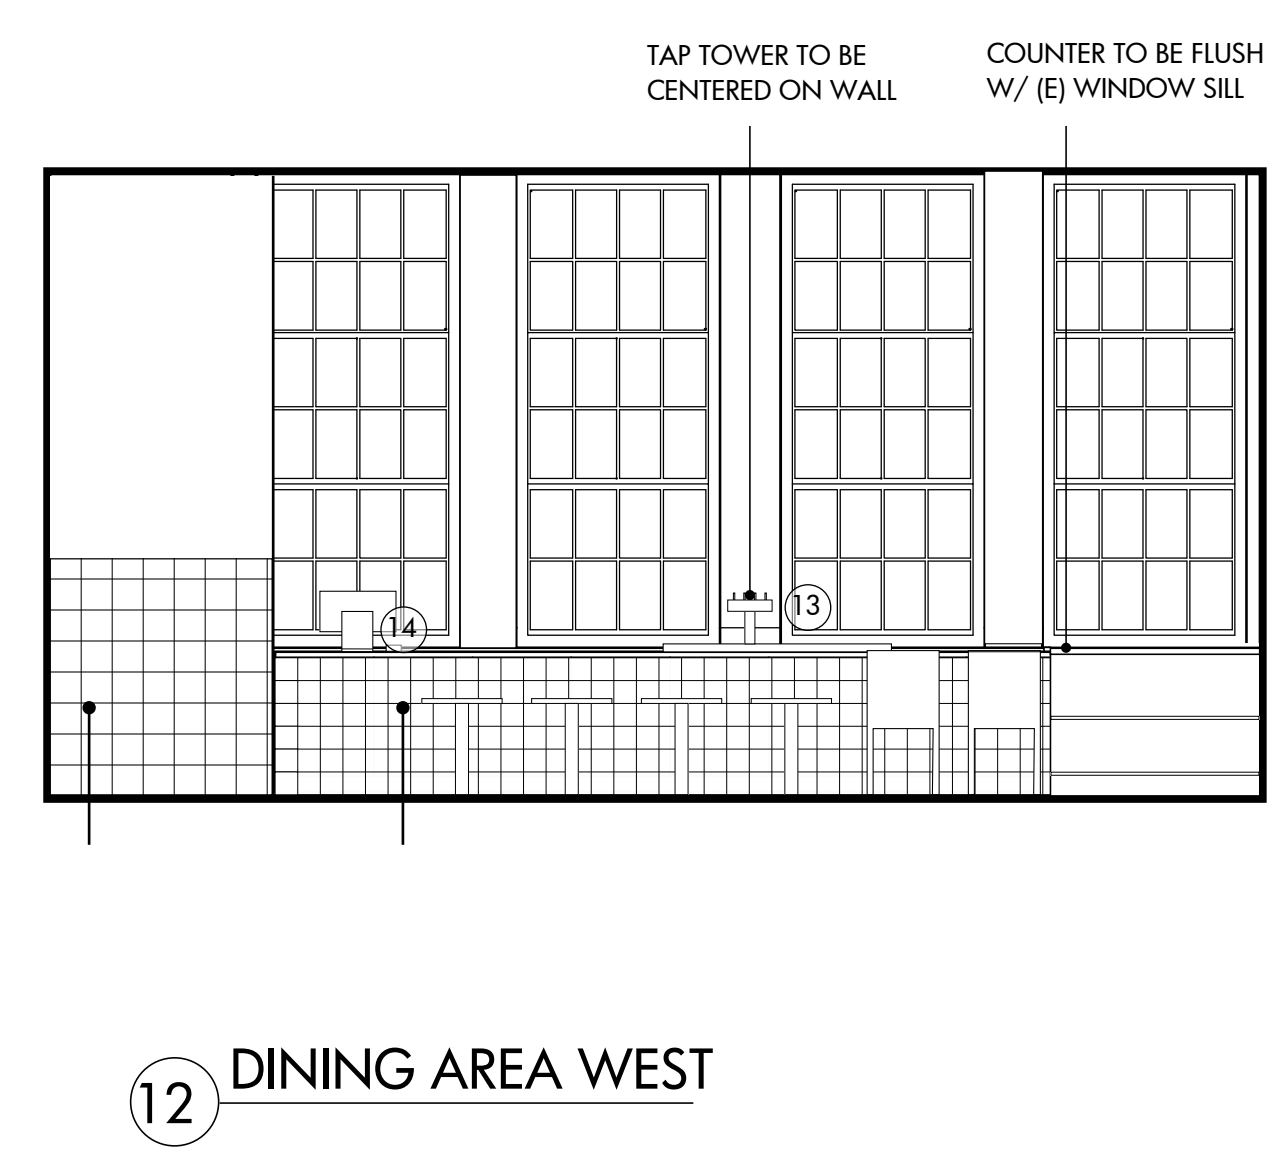 TAP TOWER TO BE
CENTERED ON WALL
COUNTER TO BE FLUSH
W/ (E) WINDOW SILL
13
14
12
DINING AREA WEST